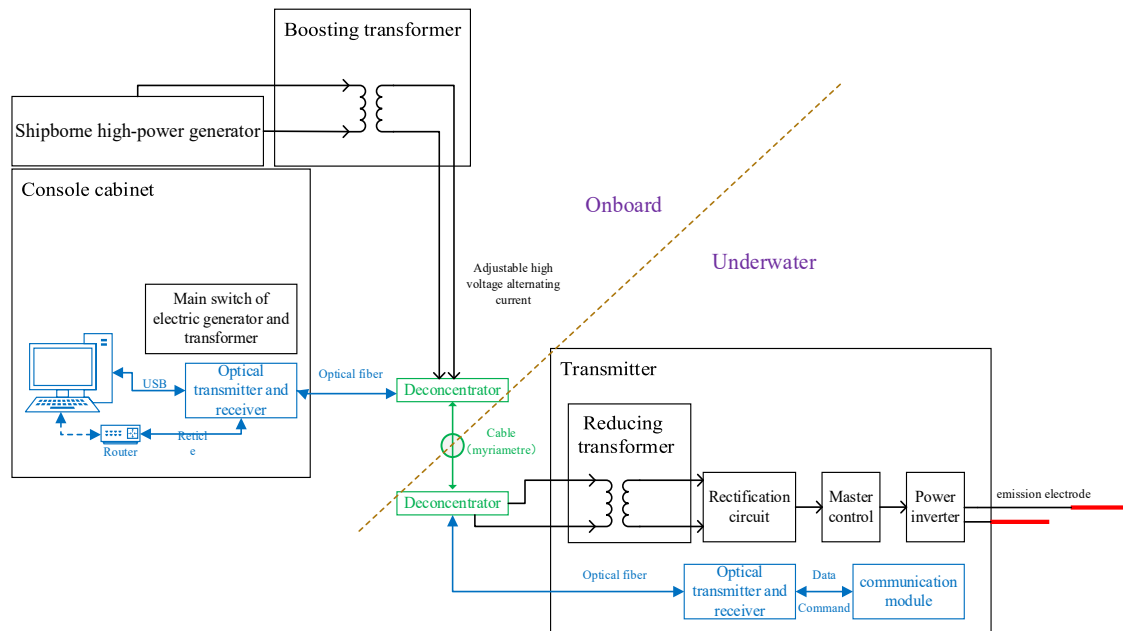 Boosting transformer
Shipborne high-power generator
Console cabinet
Onboard
Underwater
Adjustable high
voltage alternating
current
Main switch of
electric generator and
transformer
USB
Optical
transmitter and
receiver
Optical fiber
Deconcentrator
Router
Reticl
e
Cable
(myriametre)
Deconcentrator
Transmitter
Reducing
transformer
Rectification
circuit
Master
control
Power
inverter
emission electrode
Optical fiber
Optical
transmitter and
receiver
Data
Command
communication
module